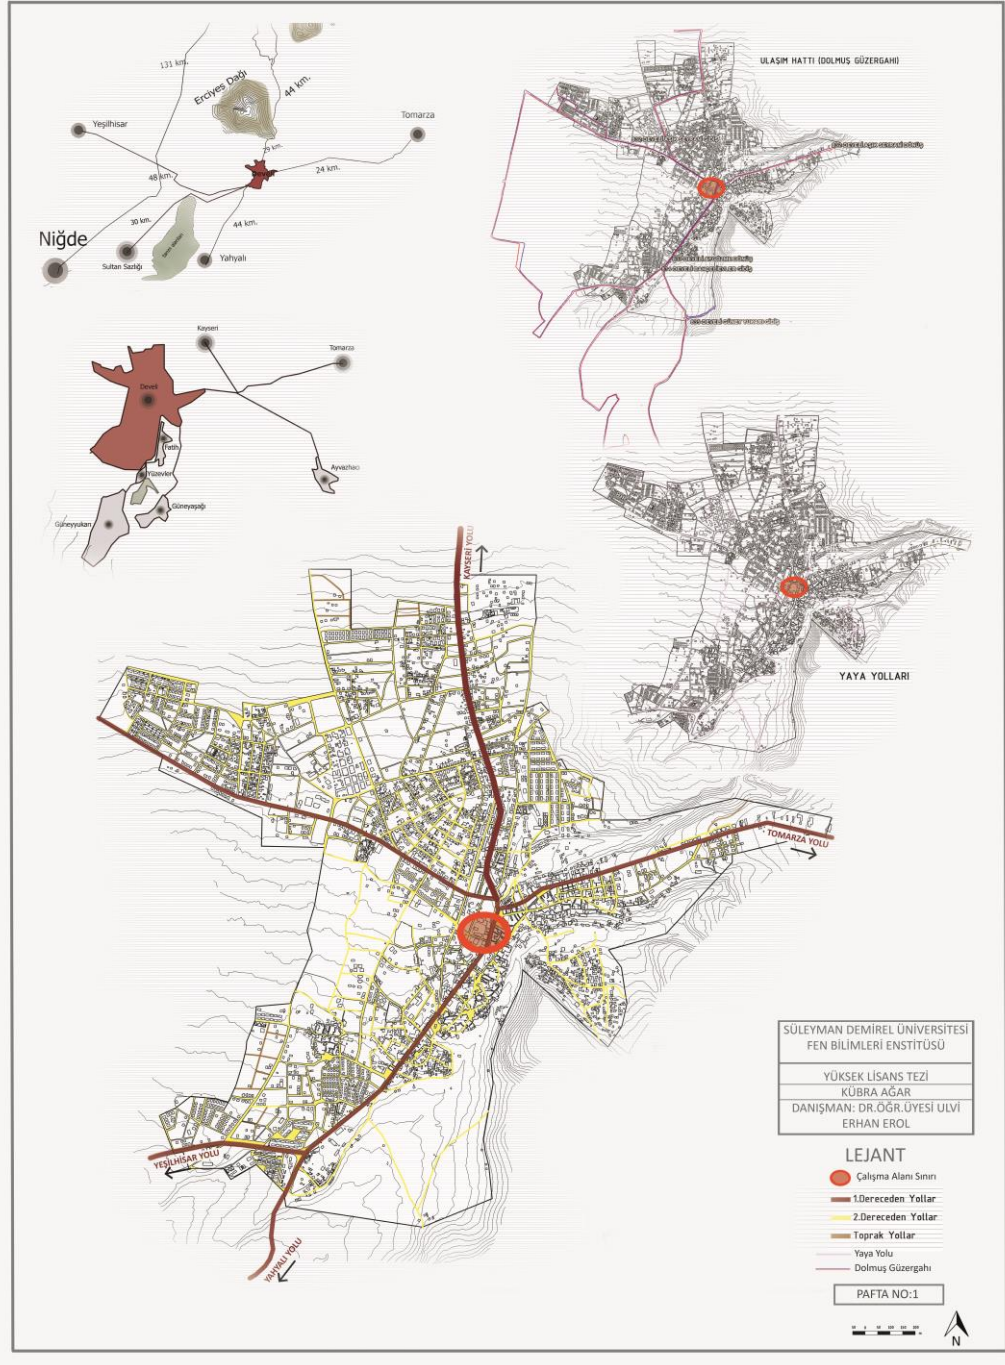 131 km.
44 km.
Erciyes Dağı
Yeşilhisar
Tomarza
Develi
24 km.
48 km.
30 km.
44 km.
Niğde
Sultan Sazlığı
Yahyalı
ULAŞIM HATTI (DOLMUŞ GÜZERGAHI)
Kayseri
Tomarza
Develi
Fatih
Yüzevler
Ayvazhacı
Güneyaşağı
Güneyyukarı
YAYA YOLLARI
KAYSERİ YOLU
TOMARZA YOLU
YEŞİLHİSAR YOLU
YAHYALI YOLU
SÜLEYMAN DEMİREL ÜNİVERSİTESİ
FEN BİLİMLERİ ENSTİTÜSÜ
YÜKSEK LİSANS TEZİ
KÜBRA AĞAR
DANIŞMAN: DR.ÖĞR.ÜYESİ ULVİ
ERHAN EROL
LEJANT
Çalışma Alanı Sınırı
1.Dereceden Yollar
2.Dereceden Yollar
Toprak Yollar
Yaya Yolu
Dolmuş Güzergahı
PAFTA NO:1
N